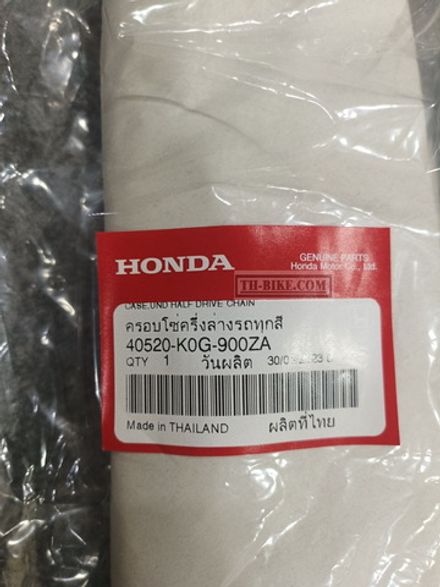 HONDA
GENUINE PARTS
Honda Motor Co., Ltd.
TH-BIKE.COM
CASE,UND HALF DRIVE CHAIN
ครอบโซ่ครึ่งล่างรถทุกสี
40520-K0G-900ZA
QTY 1 วันผลิต
Made in THAILAND ผลิตที่ไทย